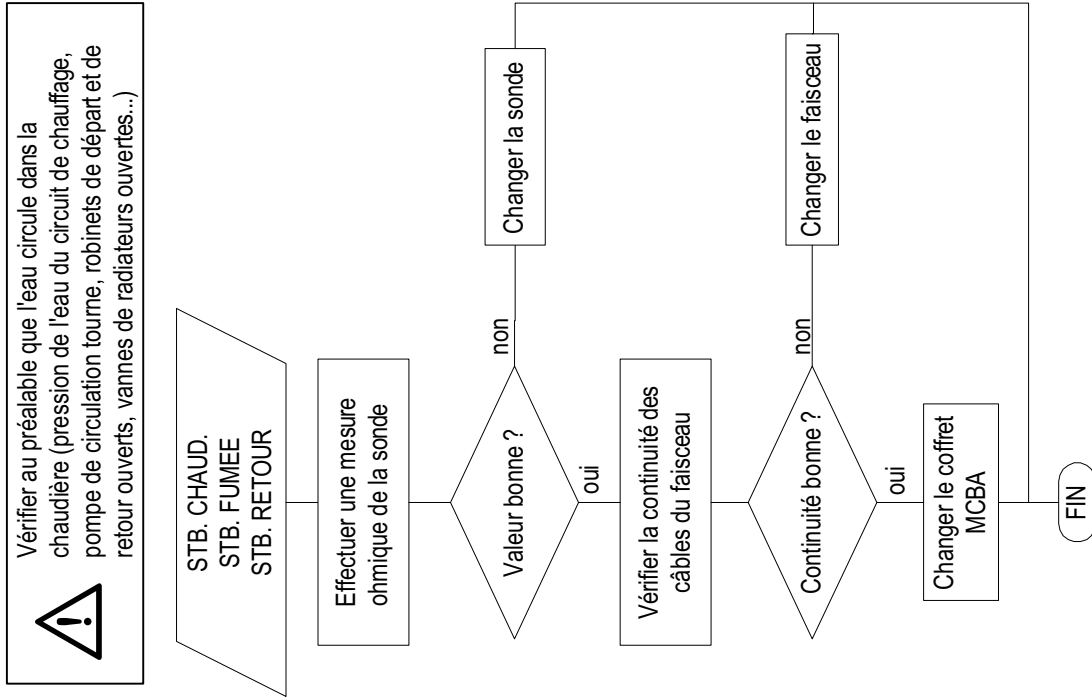 Vérifier au préalable que l'eau circule dans la
chaudière (pression de l'eau du circuit de chauffage,
pompe de circulation tourne, robinets de départ et de
retour ouverts, vannes de radiateurs ouvertes...)
STB. CHAUD.
STB. FUMEE
STB. RETOUR
Effectuer une mesure
ohmique de la sonde
Valeur bonne ?
non
Changer la sonde
oui
Vérifier la continuité des
câbles du faisceau
Continuité bonne ?
non
Changer le faisceau
oui
Changer le coffret
MCBA
FIN